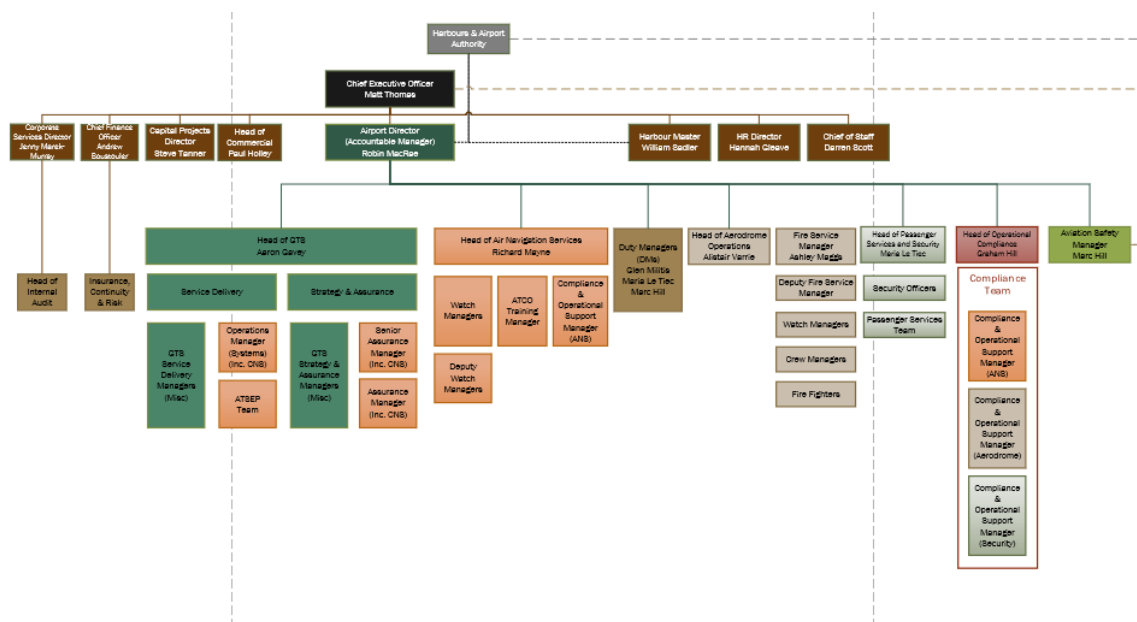 Harbours & Airport
Authority
Chief Executive Officer
Matt Thomas
Corporate
Services Director
Jenny Marek-
Murray
Chief Finance
Officer
Andrew
Capital Projects
Director
Steve Tanner
Head of
Commercial
Paul Holley
Airport Director
(Accountable Manager)
Robin MacRae
Harbour Master
William Sadler
HR Director
Hannah Gleave
Chief of Staff
Darren Scott
Head of GTS
Aaron Gavey
Head of Air Navigation Services
Richard Mayne
Duty Managers
(DMs)
Glen Militis
Maria Le Tiec
Marc Hill
Head of Aerodrome
Operations
Alistair Varrie
Fire Service
Manager
Ashley Maggs
Head of Passenger
Services and Security
Maria Le Tiec
Head of Operational
Compliance
Graham Hill
Aviation Safety
Manager
Marc Hill
Head of
Internal
Audit
Insurance,
Continuity
& Risk
Service Delivery
Strategy & Assurance
Watch
Managers
ATCO
Training
Manager
Compliance
&
Operational
Support
Manager
(ANS)
Deputy Fire Service
Manager
Security Officers
Compliance
Team
GTS
Service
Delivery
Managers
(Misc)
Operations
Manager
(Systems)
(Inc. CNS)
GTS
Strategy &
Assurance
Managers
(Misc)
Senior
Assurance
Manager
(Inc. CNS)
Watch Managers
Passenger Services
Team
Compliance
&
Operational
Support
Manager
(ANS)
Deputy
Watch
Managers
Crew Managers
ATSEP
Team
Assurance
Manager
(Inc. CNS)
Fire Fighters
Compliance
&
Operational
Support
Manager
(Aerodrome)
Compliance
&
Operational
Support
Manager
(Security)